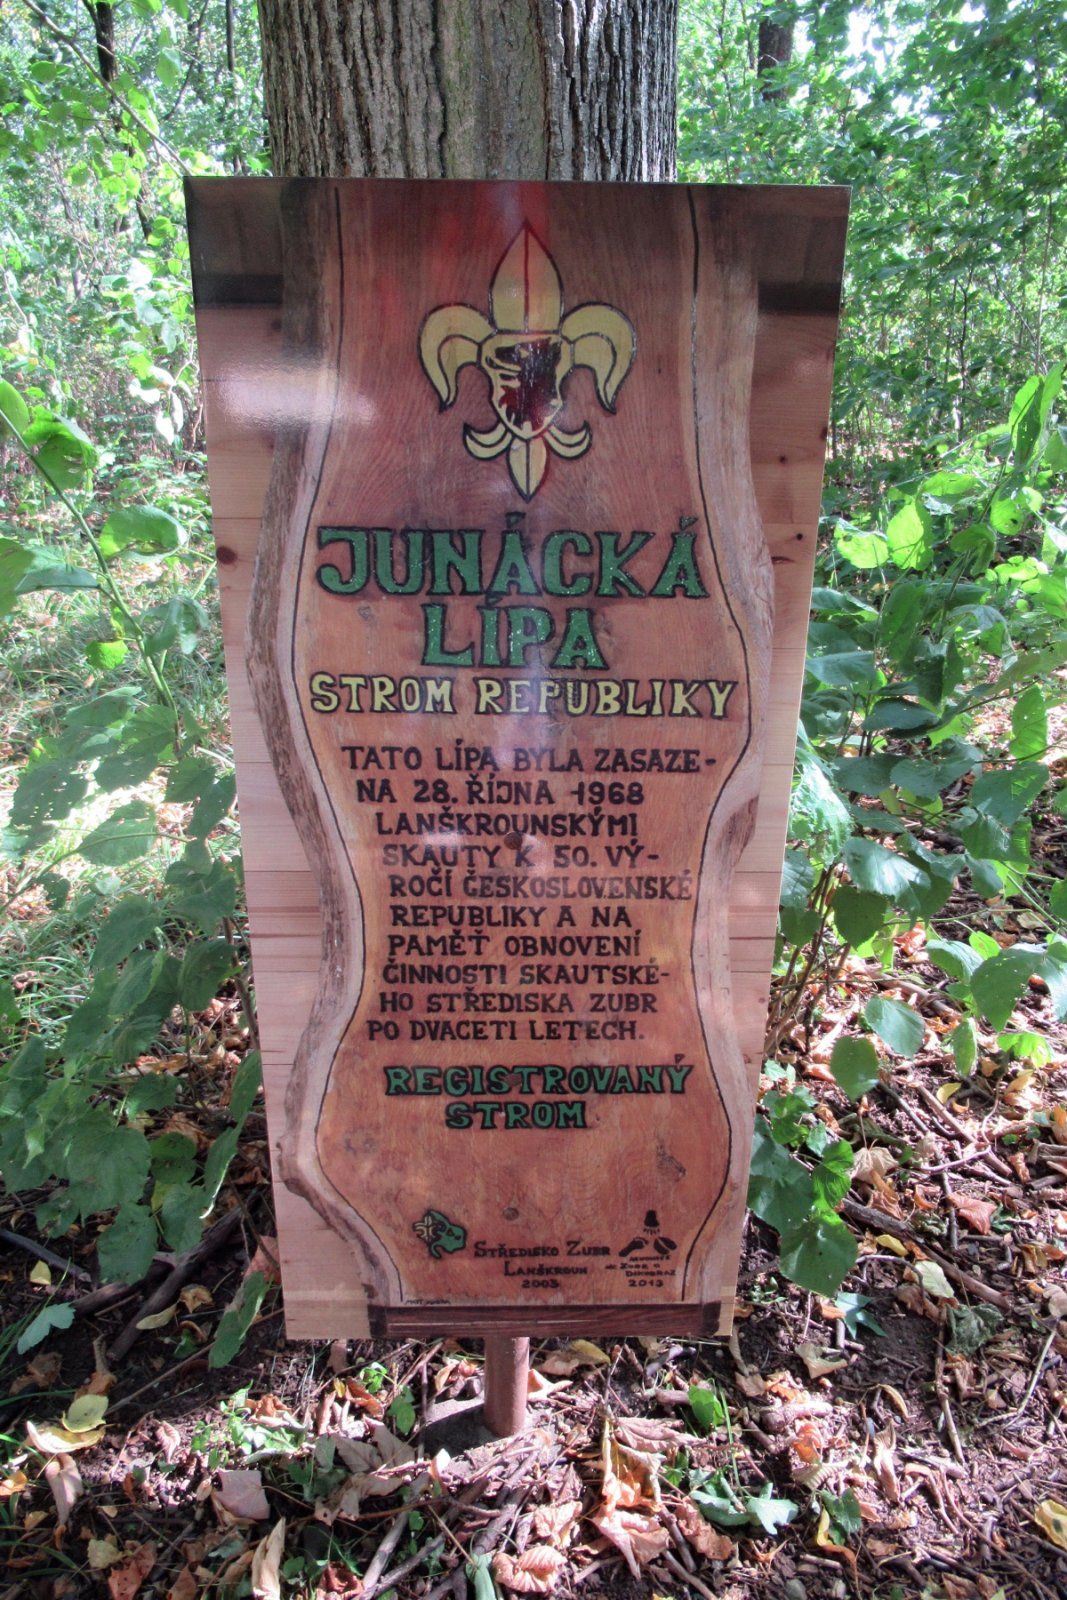 JUNÁCKÁ
LÍPA
STROM REPUBLIKY
TATO LÍPA BYLA ZASAZE-
NA 28. ŘÍJNA 1968
LANŠKROUNSKÝMI
SKAUTY K 50. VÝ-
ROČÍ ČESKOSLOVENSKÉ
REPUBLIKY A NA
PAMĚŤ OBNOVENÍ
ČINNOSTI SKAUTSKÉ-
HO STŘEDISKA ZUBR
PO DVACETI LETECH.
REGISTROVANÝ
STROM
STŘEDISKO ZUBR
LANŠKROUN
2003
2013